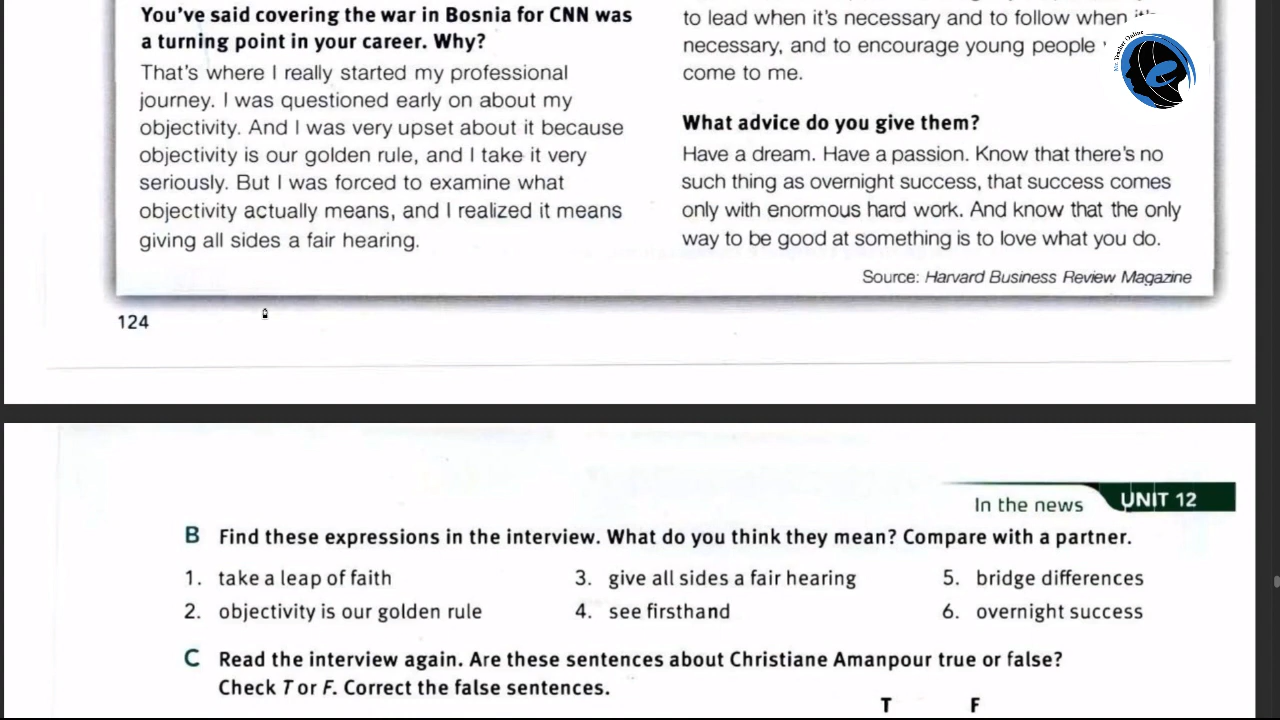 You've said covering the war in Bosnia for CNN was
a turning point in your career. Why?
That's where I really started my professional
journey. I was questioned early on about my
objectivity. And I was very upset about it because
objectivity is our golden rule, and I take it very
seriously. But I was forced to examine what
objectivity actually means, and I realized it means
giving all sides a fair hearing.
to lead when it's necessary and to follow when it's
necessary, and to encourage young people
come to me.
What advice do you give them?
Have a dream. Have a passion. Know that there's no
such thing as overnight success, that success comes
only with enormous hard work. And know that the only
way to be good at something is to love what you do.
Source: Harvard Business Review Magazine
124
In the news UNIT 12
B Find these expressions in the interview. What do you think they mean? Compare with a partner.
1. take a leap of faith
2. objectivity is our golden rule
3. give all sides a fair hearing
4. see firsthand
5. bridge differences
6. overnight success
C Read the interview again. Are these sentences about Christiane Amanpour true or false?
Check T or F. Correct the false sentences.
T F